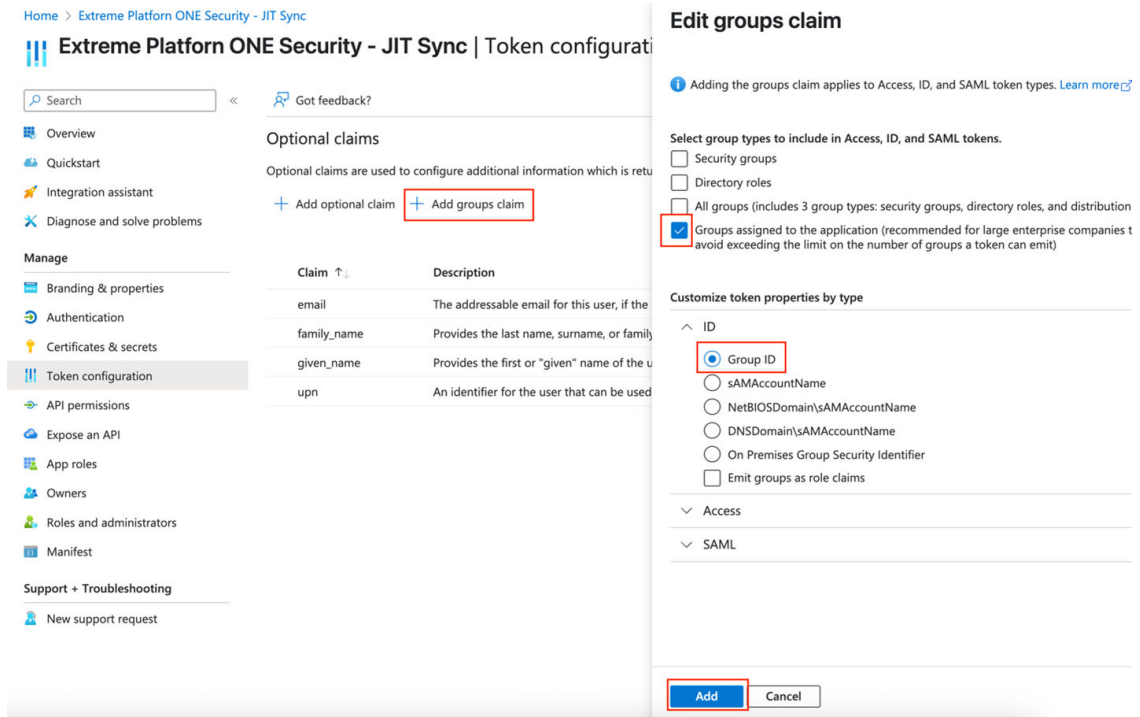 Home > Extreme Platforn ONE Security - JIT Sync
Extreme Platforn ONE Security - JIT Sync | Token configurati
Search
«
Overview
Quickstart
Integration assistant
Diagnose and solve problems
Manage
Branding & properties
Authentication
Certificates & secrets
Token configuration
API permissions
Expose an API
App roles
Owners
Roles and administrators
Manifest
Support + Troubleshooting
New support request
Got feedback?
Optional claims
Optional claims are used to configure additional information which is retu
+ Add optional claim
+ Add groups claim
Claim ↑↓ Description
email The addressable email for this user, if the
family_name Provides the last name, surname, or family
given_name Provides the first or "given" name of the u
upn An identifier for the user that can be used
Edit groups claim
Adding the groups claim applies to Access, ID, and SAML token types. Learn more
Select group types to include in Access, ID, and SAML tokens.
Security groups
Directory roles
All groups (includes 3 group types: security groups, directory roles, and distribution
Groups assigned to the application (recommended for large enterprise companies t
avoid exceeding the limit on the number of groups a token can emit)
Customize token properties by type
ID
Group ID
sAMAccountName
NetBIOSDomain\sAMAccountName
DNSDomain\sAMAccountName
On Premises Group Security Identifier
Emit groups as role claims
Access
SAML
Add
Cancel